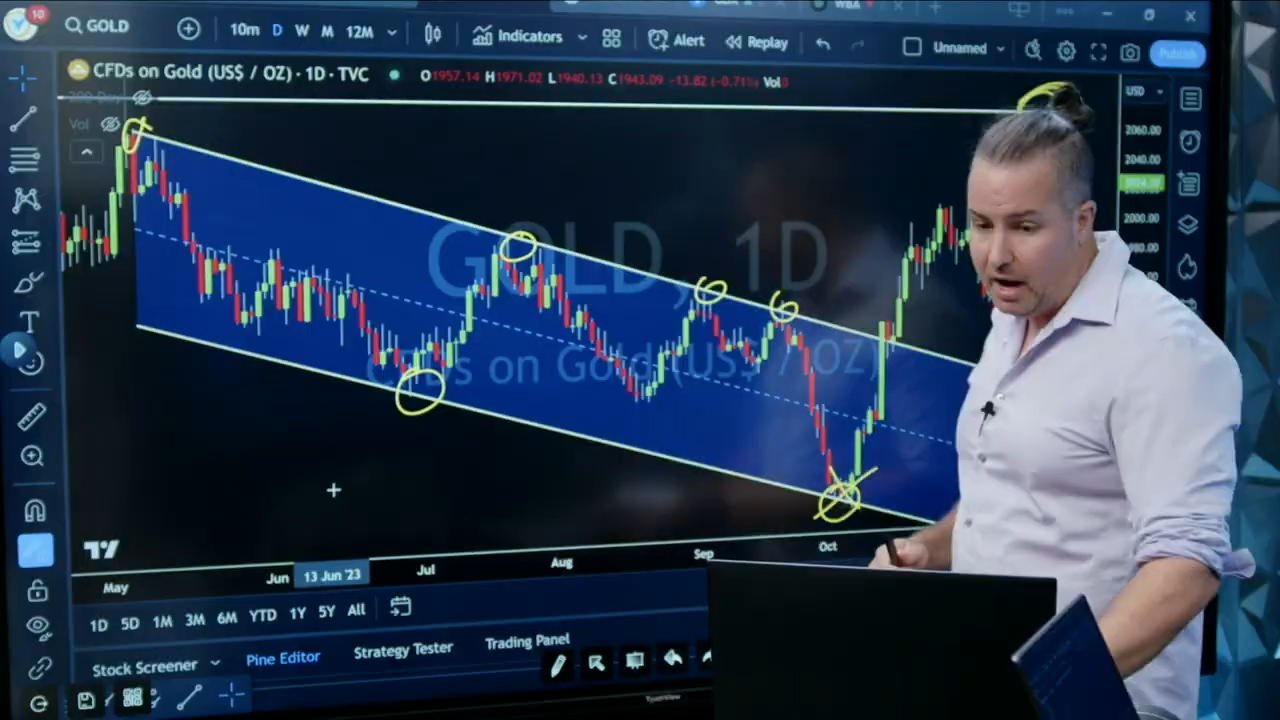 10
GOLD
10m D W M 12M
Indicators
Alert
Replay
Unnamed
Publish
CFDs on Gold (US$ / OZ) · 1D · TVC
O1957.14 H1971.02 L1940.13 C1943.09 -13.82
Vol
USD
2060.00
2040.00
2000.00
GOLD, 1D
CFDs on Gold (US$ / OZ)
May
Jun
13 Jun '23
Jul
Aug
Sep
Oct
1D 5D 1M 3M 6M YTD 1Y 5Y All
Stock Screener
Pine Editor
Strategy Tester
Trading Panel